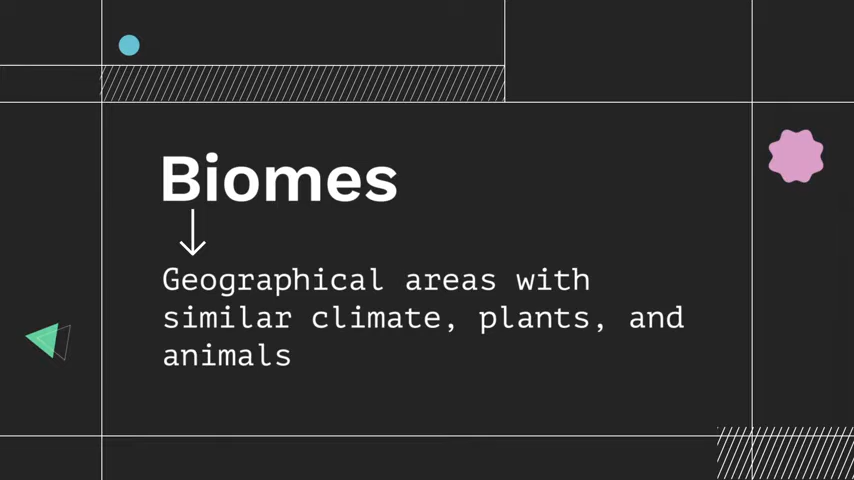 Biomes
Geographical areas with
similar climate, plants, and
animals